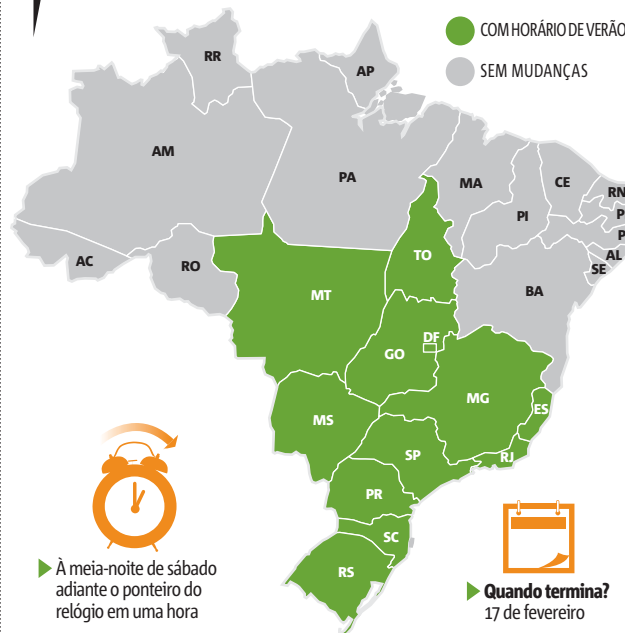 COM HORÁRIO DE VERÃO
SEM MUDANÇAS
RR
AP
AM
PA
MA
CE
RN
PI
P
P
AL
SE
AC
RO
TO
BA
MT
DF
GO
MG
ES
MS
SP
RJ
PR
SC
RS
À meia-noite de sábado
adiante o ponteiro do
relógio em uma hora
Quando termina?
17 de fevereiro